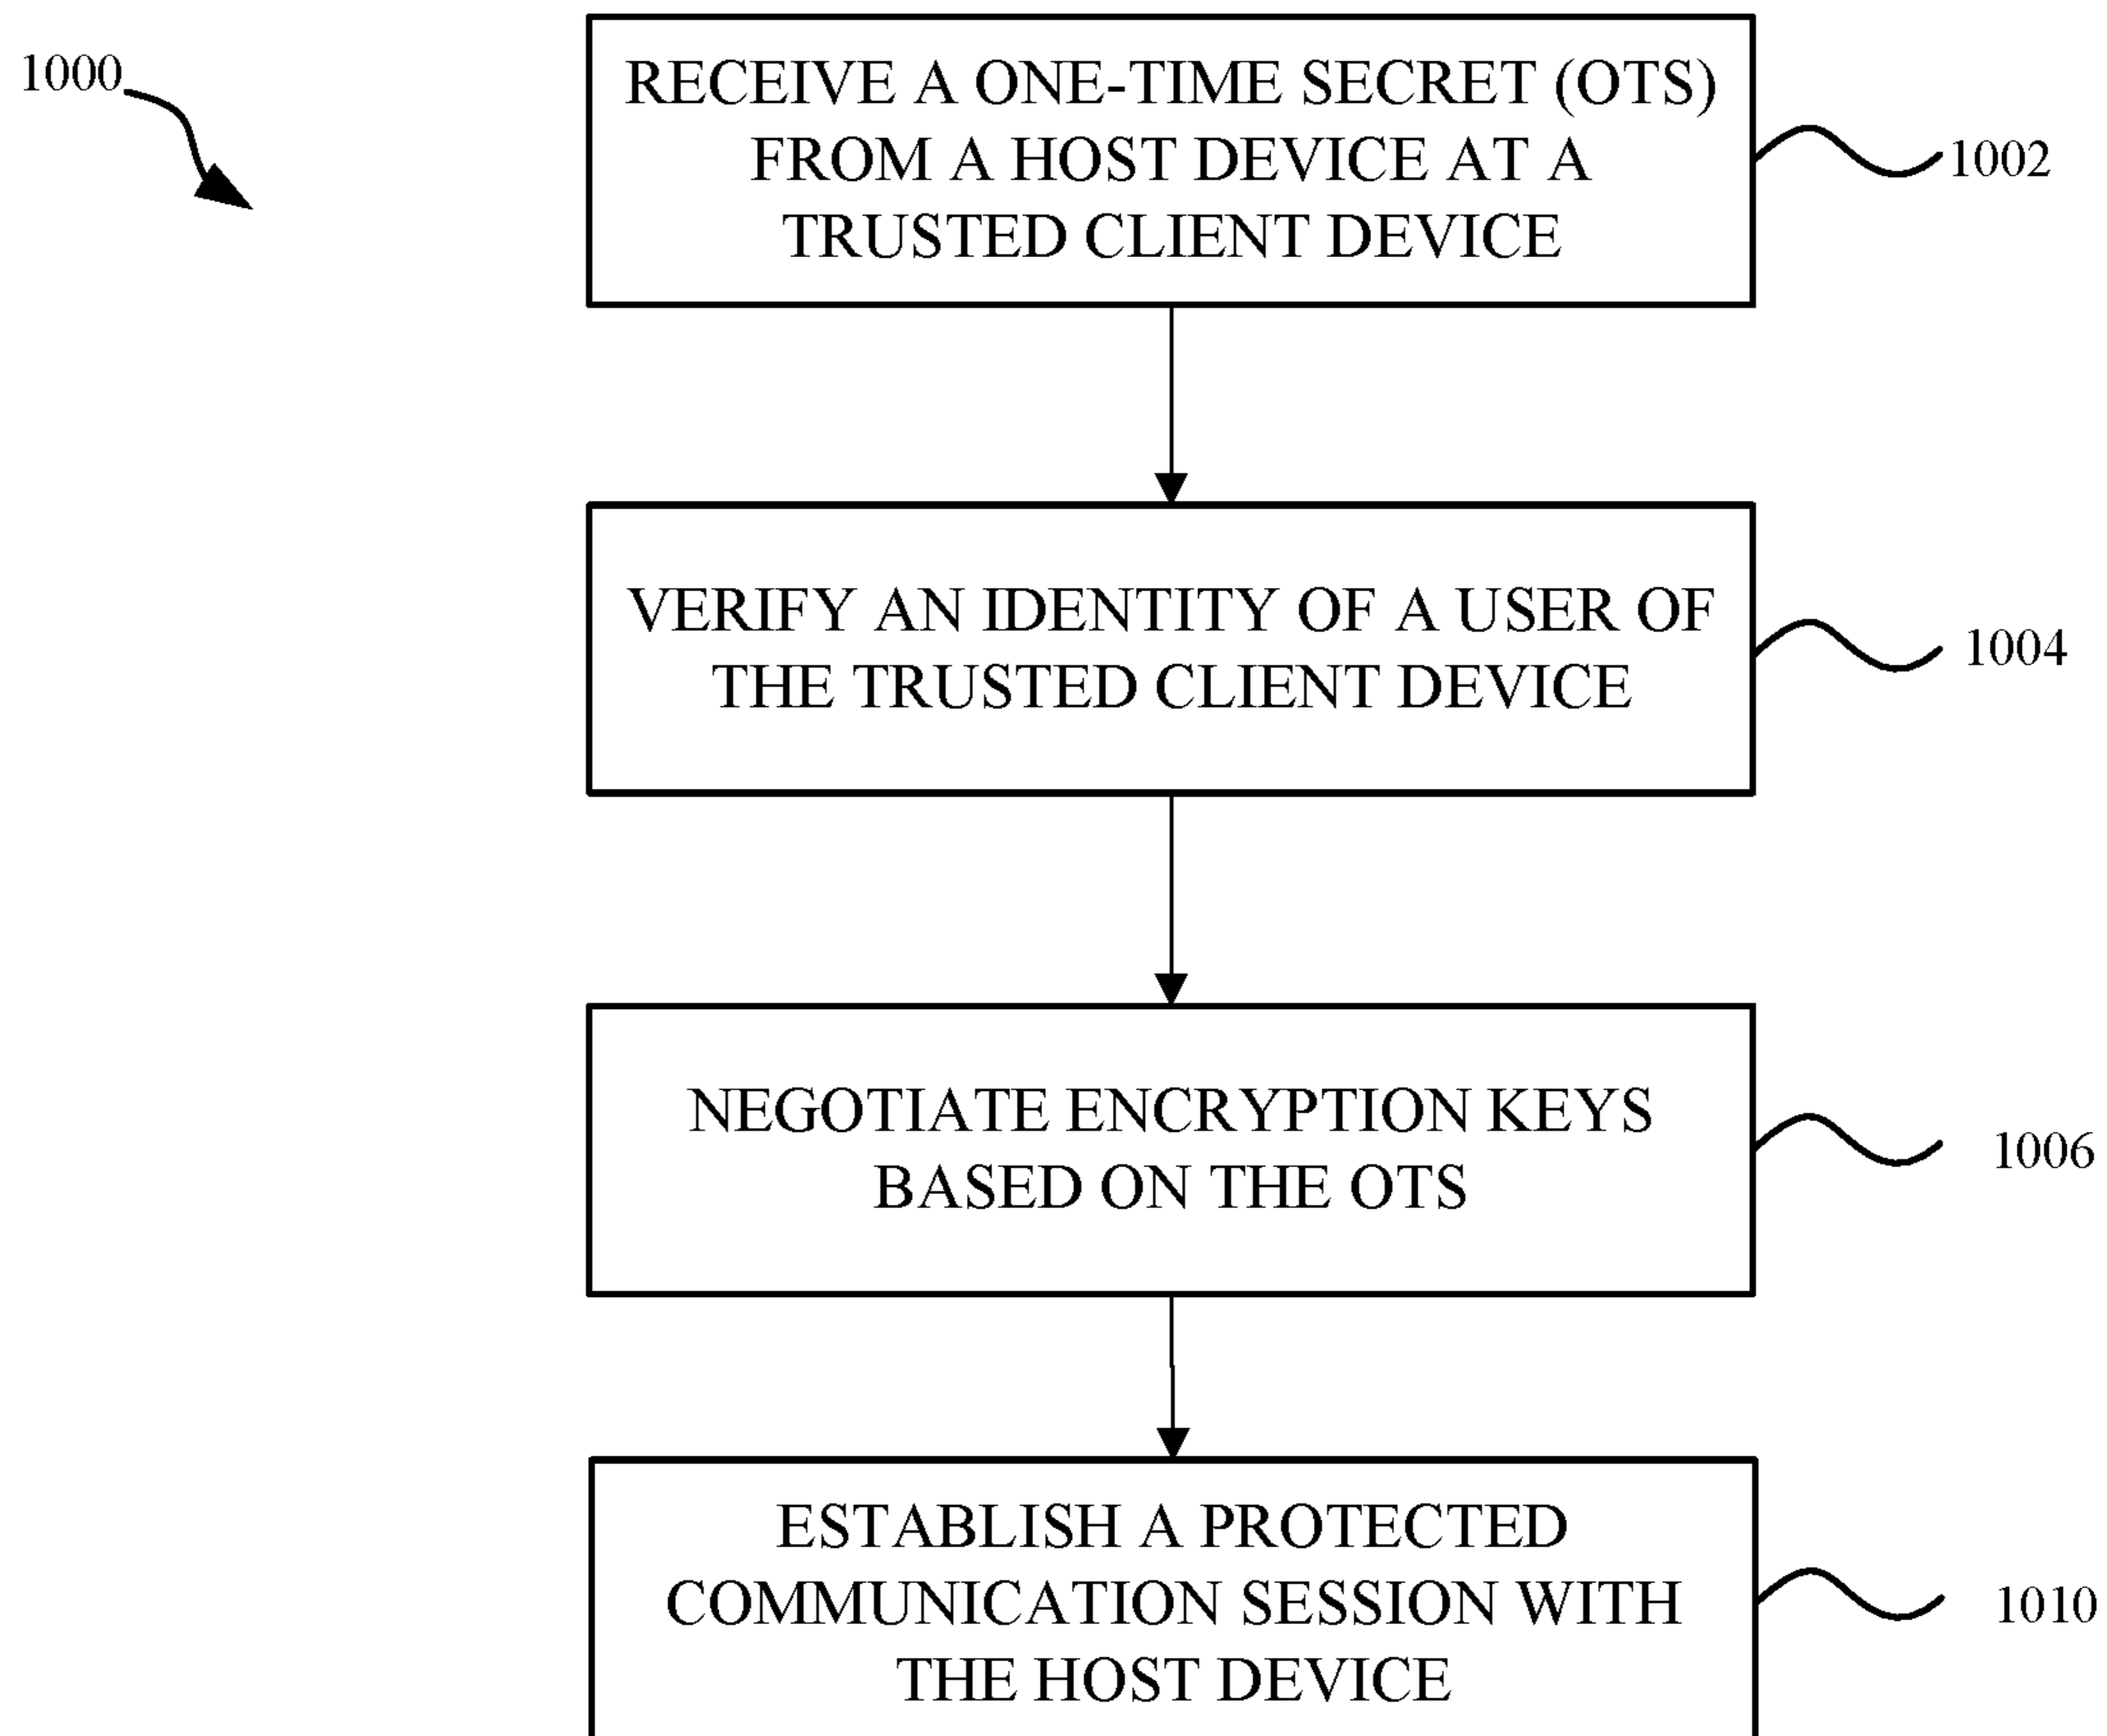 1000
RECEIVE A ONE-TIME SECRET (OTS)
FROM A HOST DEVICE AT A
TRUSTED CLIENT DEVICE
1002
VERIFY AN IDENTITY OF A USER OF
THE TRUSTED CLIENT DEVICE
1004
NEGOTIATE ENCRYPTION KEYS
BASED ON THE OTS
1006
ESTABLISH A PROTECTED
COMMUNICATION SESSION WITH
THE HOST DEVICE
1010